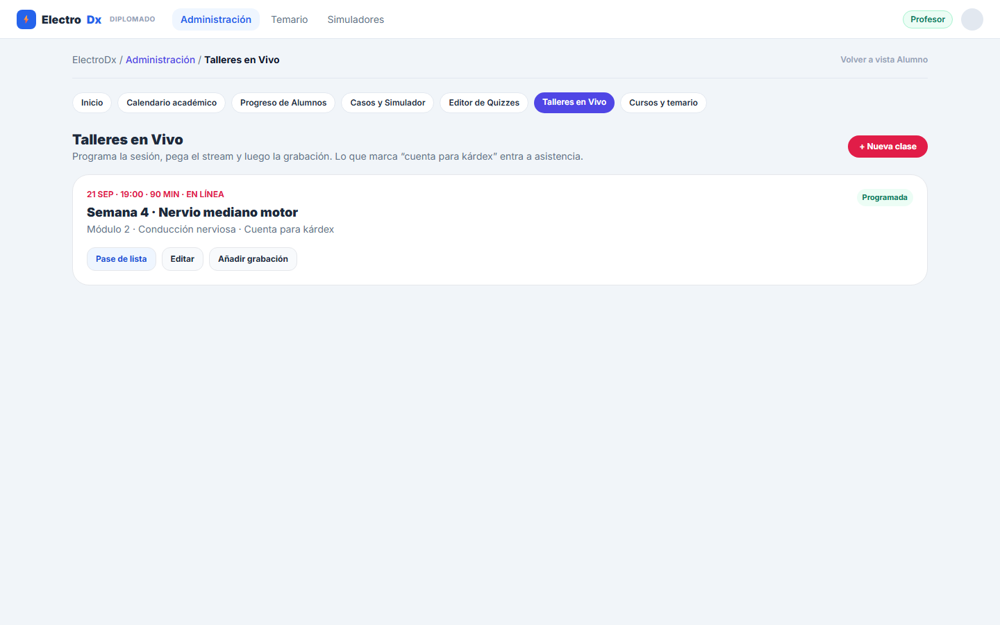 Electro Dx DIPLOMADO Administración Temario Simuladores Profesor
ElectroDx / Administración / Talleres en Vivo Volver a vista Alumno
Inicio Calendario académico Progreso de Alumnos Casos y Simulador Editor de Quizzes Talleres en Vivo Cursos y temario
Talleres en Vivo
Programa la sesión, pega el stream y luego la grabación. Lo que marca “cuenta para kárdex” entra a asistencia.
+ Nueva clase
21 SEP · 19:00 · 90 MIN · EN LÍNEA
Programada
Semana 4 · Nervio mediano motor
Módulo 2 · Conducción nerviosa · Cuenta para kárdex
Pase de lista Editar Añadir grabación